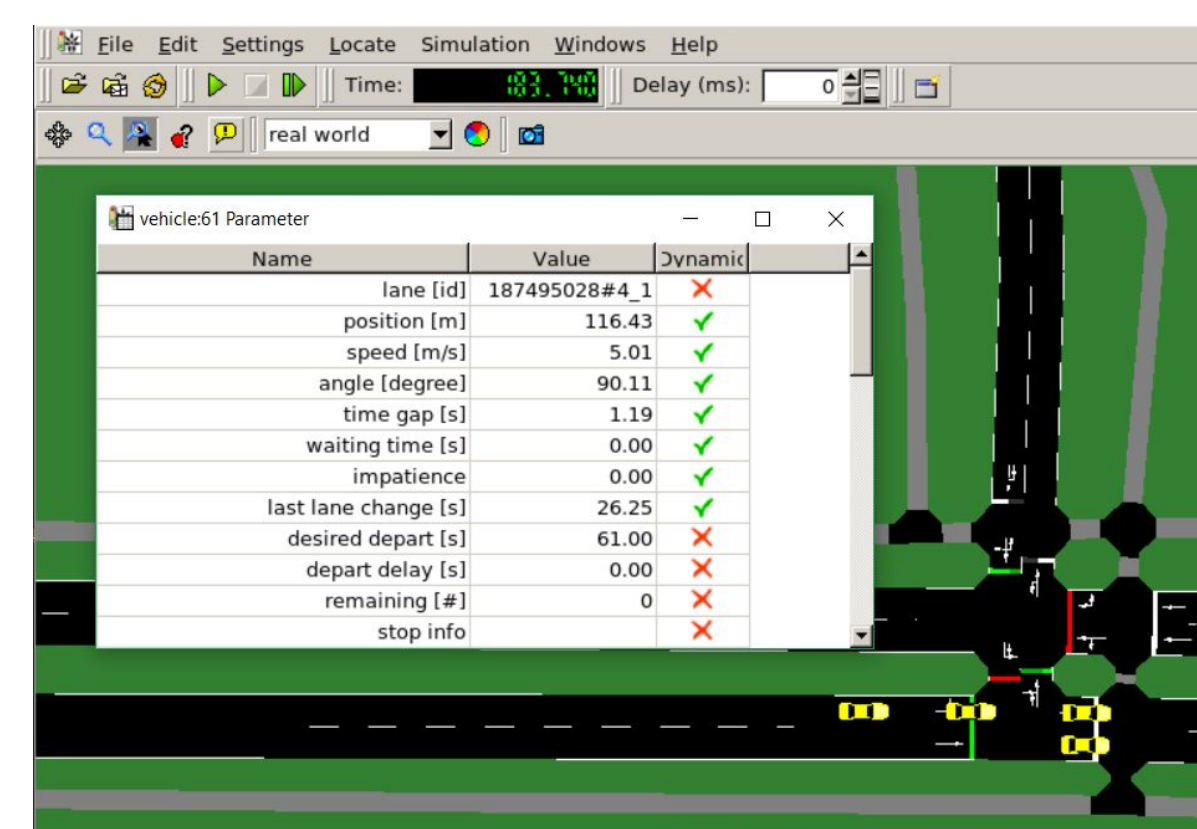 File Edit Settings Locate Simulation Windows Help
Time: 183.740 Delay (ms): 0
real world
vehicle:61 Parameter
Name Value Dynamic
lane [id] 187495028#4_1
position [m] 116.43
speed [m/s] 5.01
angle [degree] 90.11
time gap [s] 1.19
waiting time [s] 0.00
impatience 0.00
last lane change [s] 26.25
desired depart [s] 61.00
depart delay [s] 0.00
remaining [#] 0
stop info